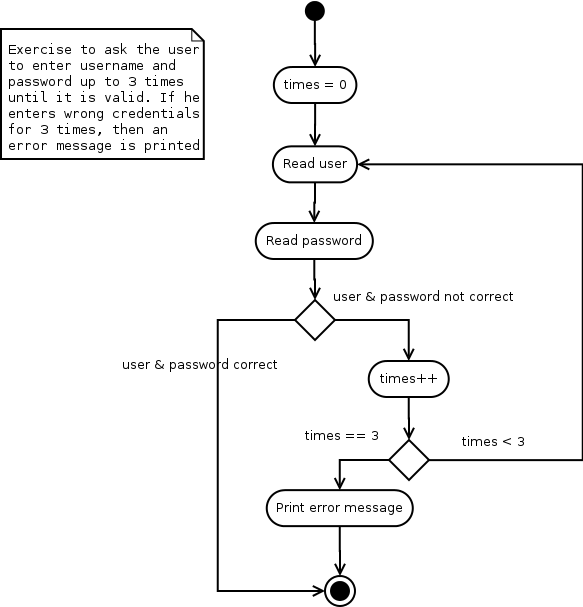 Exercise to ask the user
to enter username and
password up to 3 times
until it is valid. If he
enters wrong credentials
for 3 times, then an
error message is printed
times = 0
Read user
Read password
user & password not correct
user & password correct
times++
times == 3
times < 3
Print error message